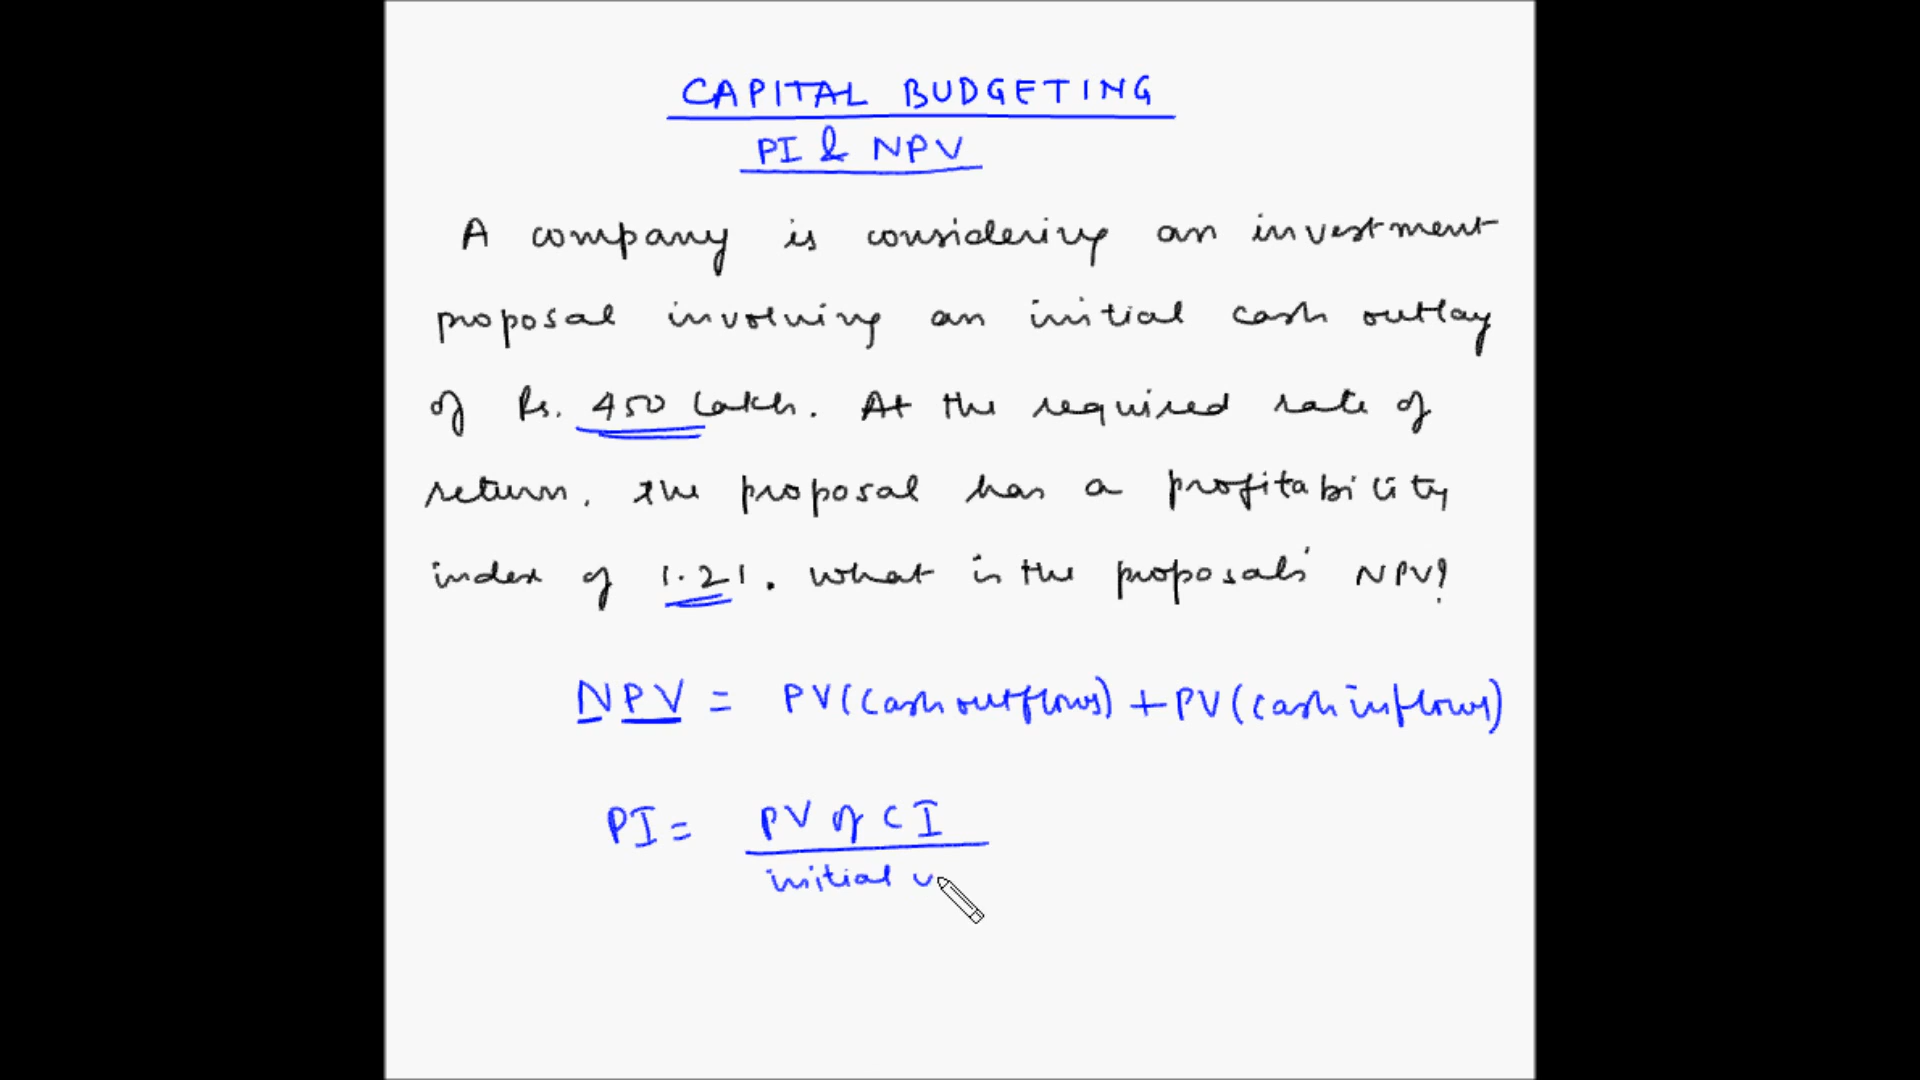 CAPITAL BUDGETING
PI & NPV
A company is considering an investment
proposal involving an initial cash outlay
of Rs. 450 lakh. At the required rate of
return, the proposal has a profitability
index of 1.21. What is the proposals' NPV?
NPV = PV(cash outflows) + PV(cash inflows)
PI = PV of CI
initial